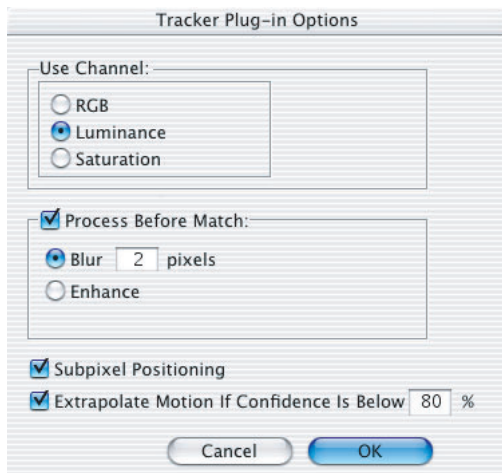 Tracker Plug-in Options
Use Channel:
RGB
Luminance
Saturation
Process Before Match:
Blur 2 pixels
Enhance
Subpixel Positioning
Extrapolate Motion If Confidence Is Below 80 %
Cancel OK